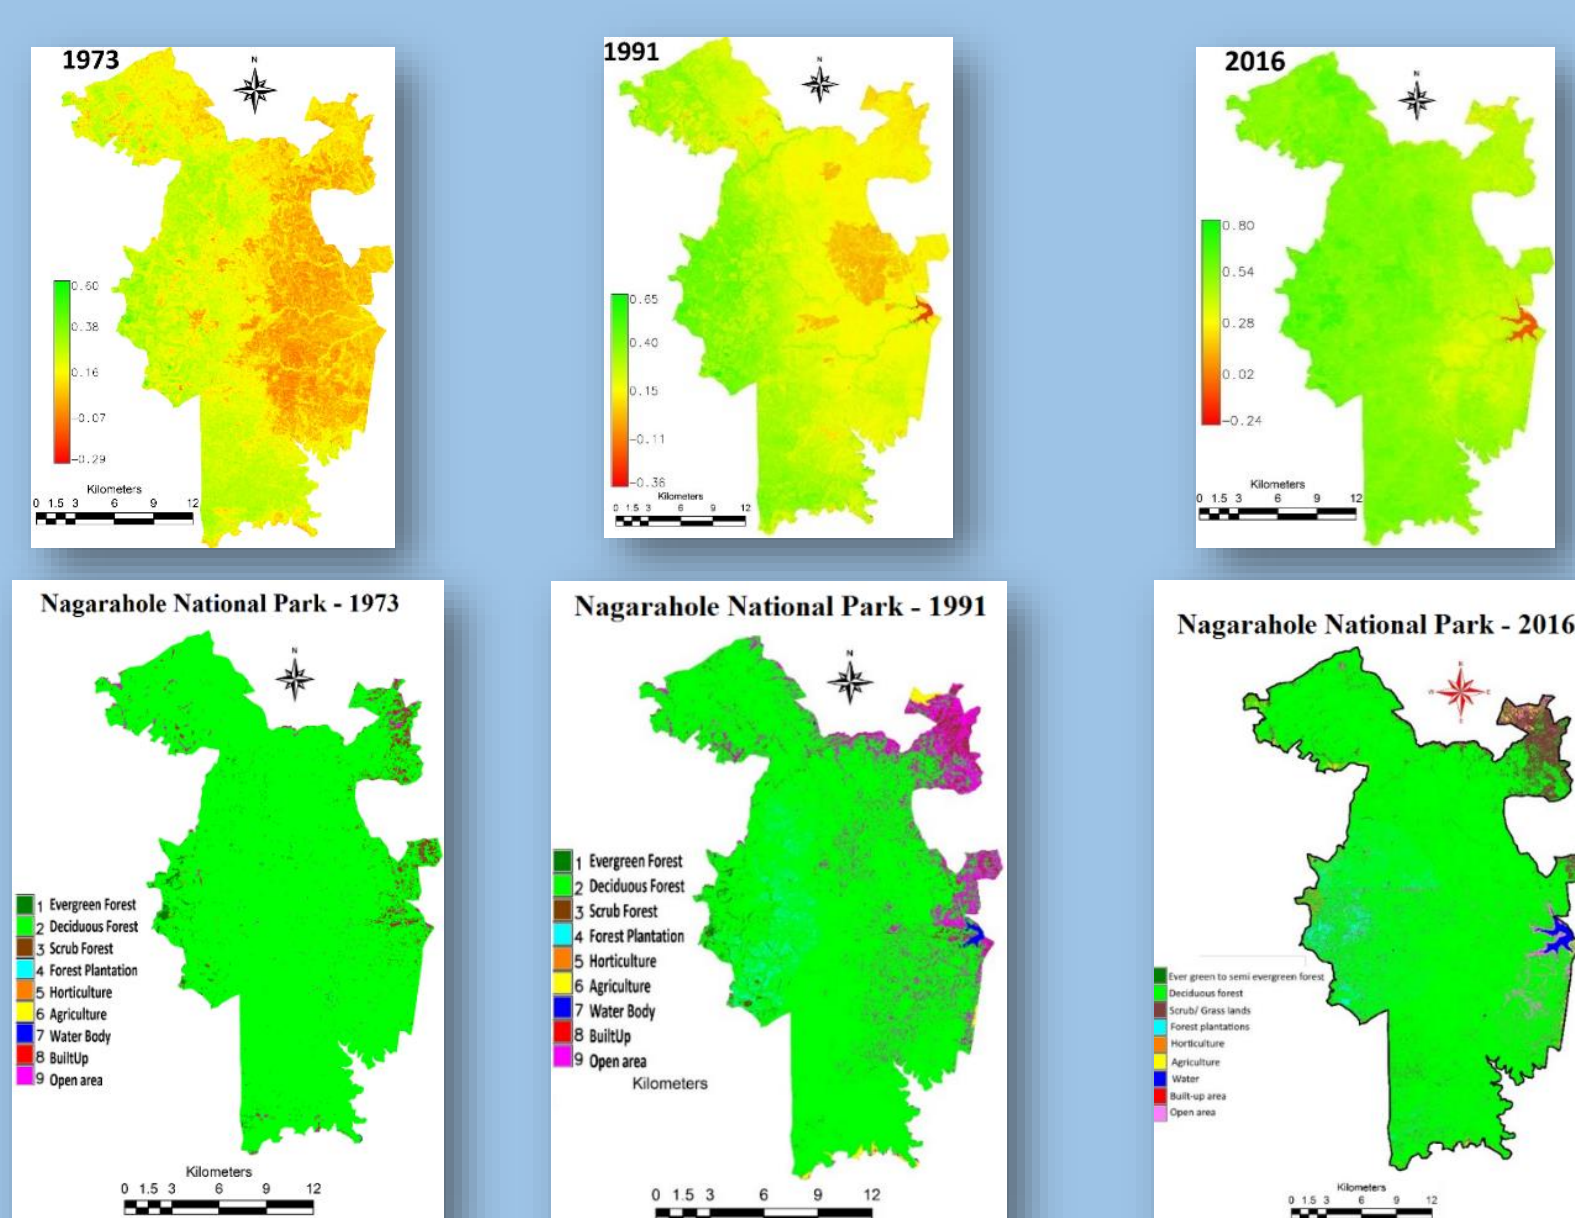 1973
N
0.60
0.38
0.16
-0.07
-0.29
Kilometers
0 1.5 3 6 9 12
1991
N
0.65
0.40
0.15
-0.11
-0.36
Kilometers
0 1.5 3 6 9 12
2016
N
0.80
0.54
0.28
0.02
-0.24
Kilometers
0 1.5 3 6 9 12
Nagarahole National Park - 1973
N
1 Evergreen Forest
2 Deciduous Forest
3 Scrub Forest
4 Forest Plantation
5 Horticulture
6 Agriculture
7 Water Body
8 BuiltUp
9 Open area
Kilometers
0 1.5 3 6 9 12
Nagarahole National Park - 1991
N
1 Evergreen Forest
2 Deciduous Forest
3 Scrub Forest
4 Forest Plantation
5 Horticulture
6 Agriculture
7 Water Body
8 BuiltUp
9 Open area
Kilometers
0 1.5 3 6 9 12
Nagarahole National Park - 2016
Ever green to semi evergreen forest
Deciduous forest
Scrub/ Grass lands
Forest plantations
Horticulture
Agriculture
Water
Built-up area
Open area
Kilometers
0 1.5 3 6 9 12